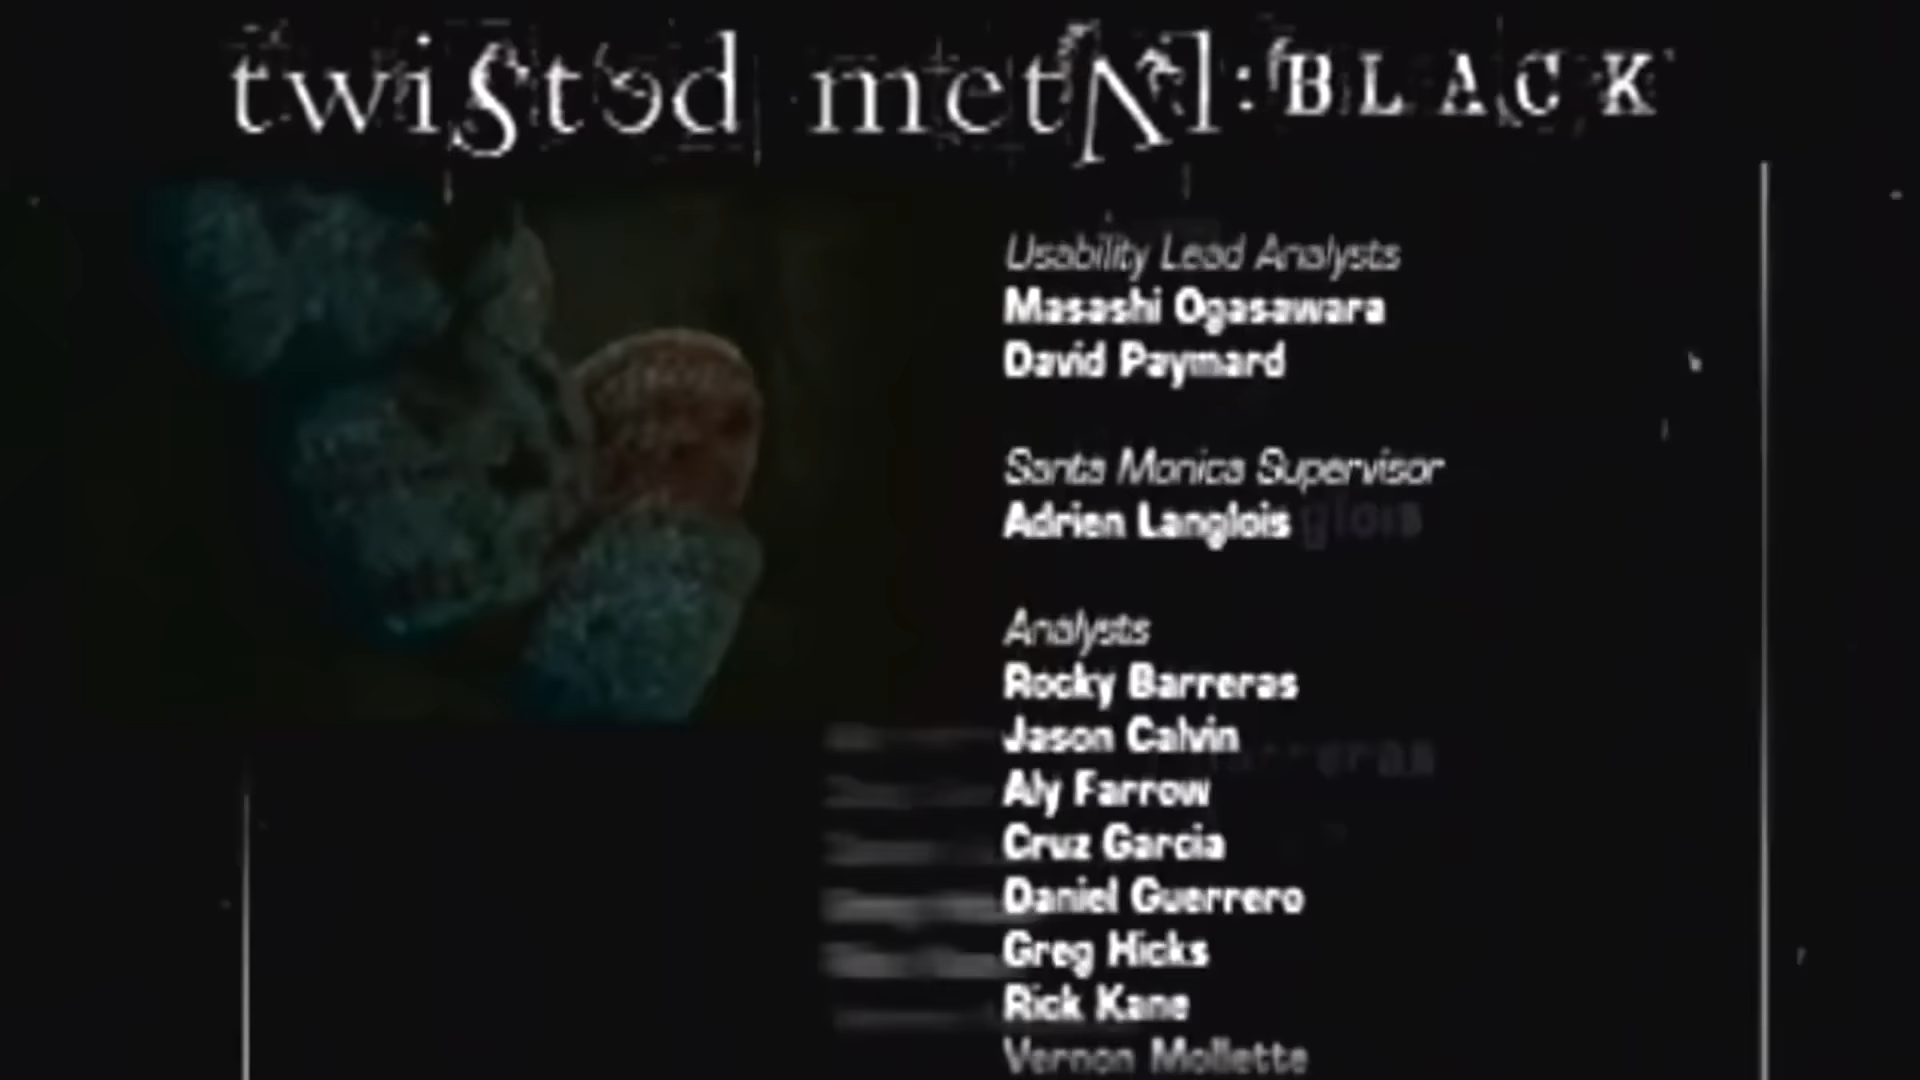 twisted metal: BLACK
Usability Lead Analysts
Masashi Ogasawara
David Paymard
Santa Monica Supervisor
Adrien Langlois
Analysts
Rocky Barreras
Jason Calvin
Aly Farrow
Cruz Garcia
Daniel Guerrero
Greg Hicks
Rick Kane
Vernon Mollette